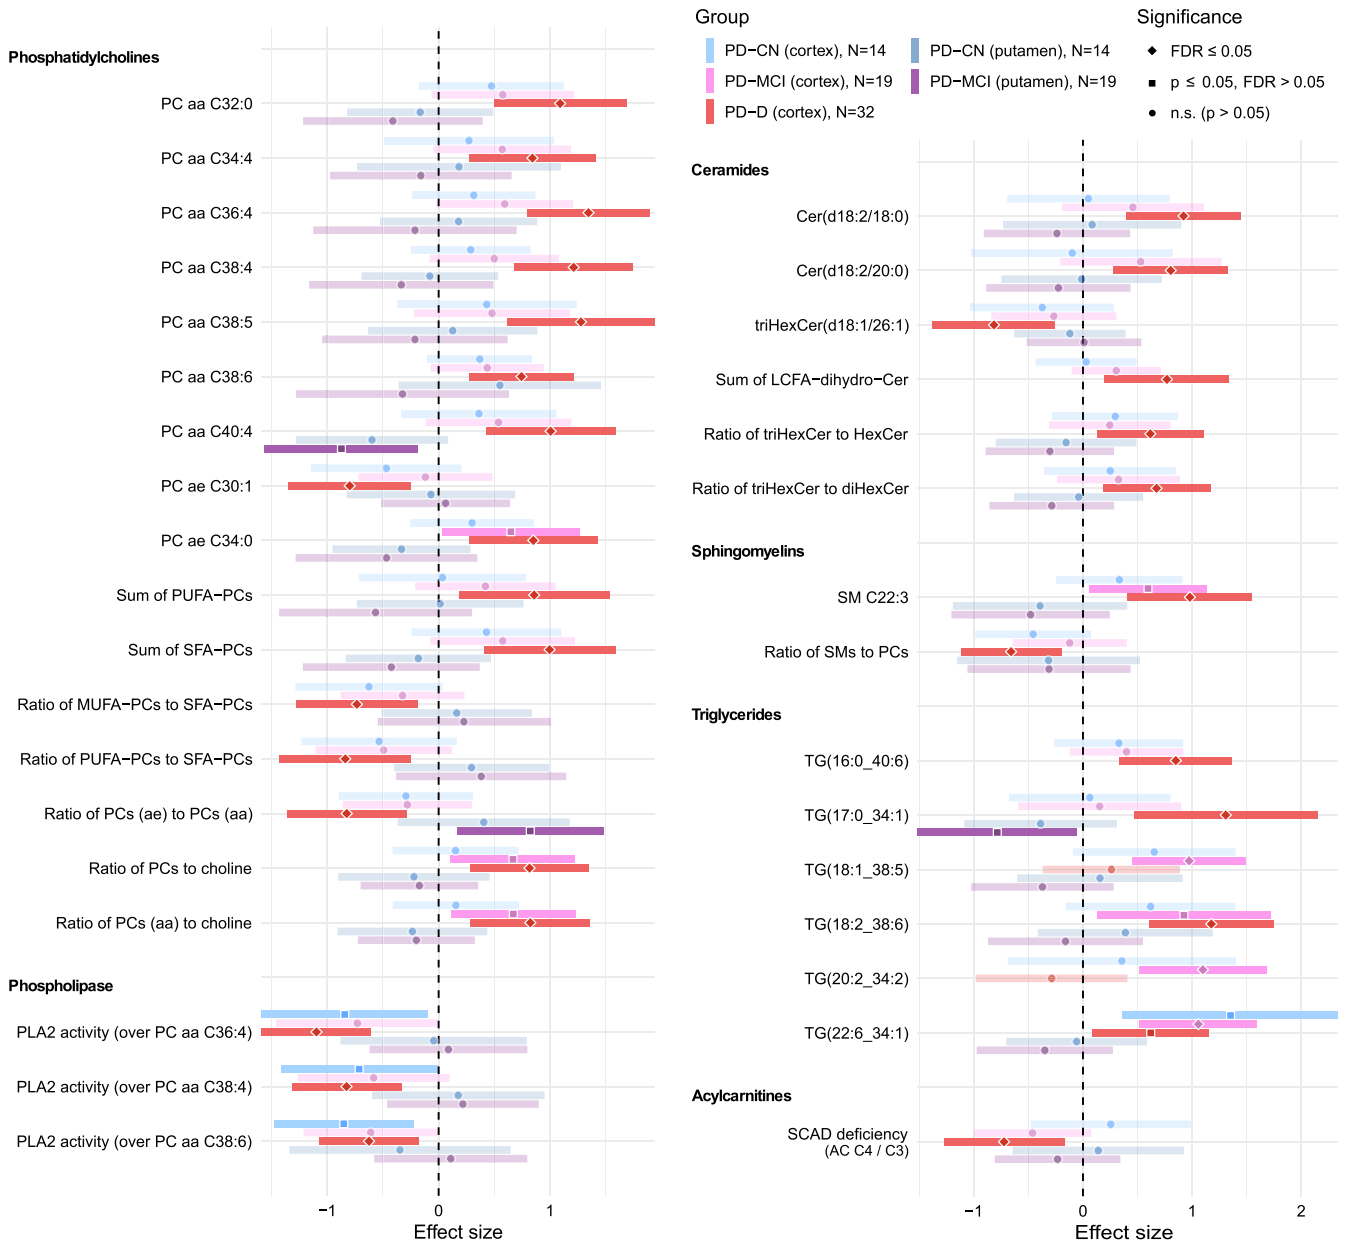 Phosphatidylcholines
PC aa C32:0
PC aa C34:4
PC aa C36:4
PC aa C38:4
PC aa C38:5
PC aa C38:6
PC aa C40:4
PC ae C30:1
PC ae C34:0
Sum of PUFA−PCs
Sum of SFA−PCs
Ratio of MUFA−PCs to SFA−PCs
Ratio of PUFA−PCs to SFA−PCs
Ratio of PCs (ae) to PCs (aa)
Ratio of PCs to choline
Ratio of PCs (aa) to choline
Phospholipase
PLA2 activity (over PC aa C36:4)
PLA2 activity (over PC aa C38:4)
PLA2 activity (over PC aa C38:6)
−1 0 1
Effect size
Group
PD−CN (cortex), N=14
PD−MCI (cortex), N=19
PD−D (cortex), N=32
PD−CN (putamen), N=14
PD−MCI (putamen), N=19
Significance
FDR ≤ 0.05
p ≤ 0.05, FDR > 0.05
n.s. (p > 0.05)
Ceramides
Cer(d18:2/18:0)
Cer(d18:2/20:0)
triHexCer(d18:1/26:1)
Sum of LCFA−dihydro−Cer
Ratio of triHexCer to HexCer
Ratio of triHexCer to diHexCer
Sphingomyelins
SM C22:3
Ratio of SMs to PCs
Triglycerides
TG(16:0_40:6)
TG(17:0_34:1)
TG(18:1_38:5)
TG(18:2_38:6)
TG(20:2_34:2)
TG(22:6_34:1)
Acylcarnitines
SCAD deficiency
(AC C4 / C3)
−1 0 1 2
Effect size